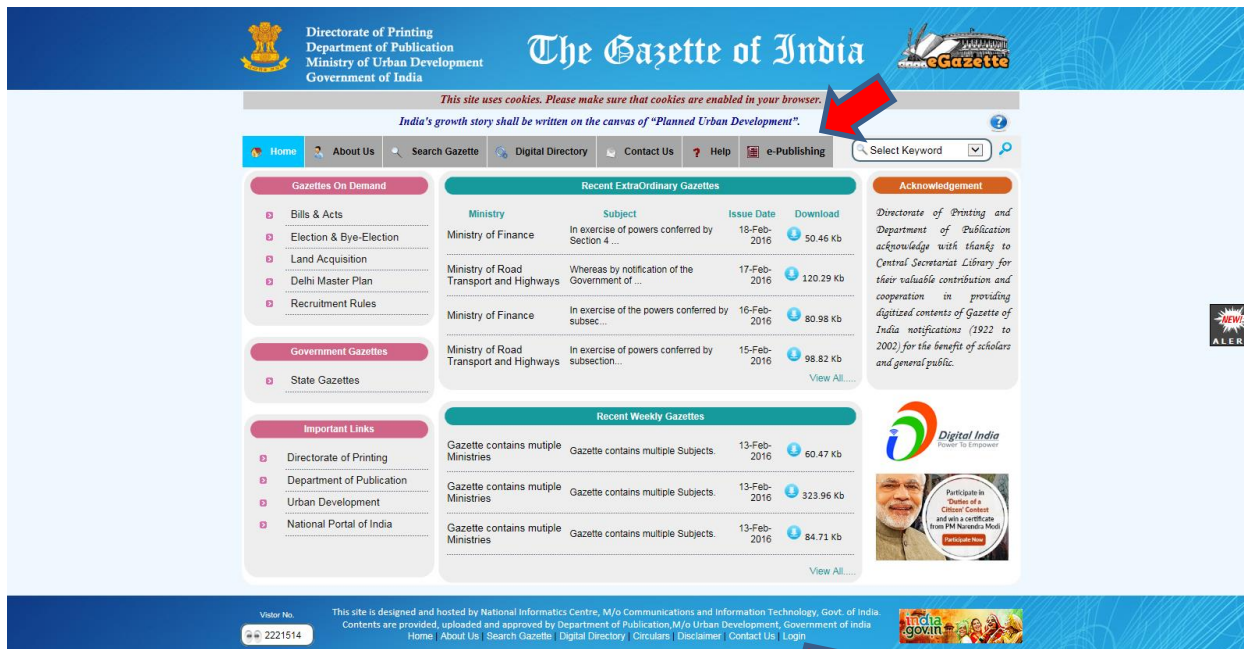 Directorate of Printing
Department of Publication
Ministry of Urban Development
Government of India
The Gazette of India
eGazette
This site uses cookies. Please make sure that cookies are enabled in your browser.
India's growth story shall be written on the canvas of “Planned Urban Development”.
?
Home About Us Search Gazette Digital Directory Contact Us ? Help e-Publishing Select Keyword
Gazettes On Demand
Bills & Acts
Election & Bye-Election
Land Acquisition
Delhi Master Plan
Recruitment Rules
Government Gazettes
State Gazettes
Important Links
Directorate of Printing
Department of Publication
Urban Development
National Portal of India
Recent ExtraOrdinary Gazettes
Ministry Subject Issue Date Download
Ministry of Finance In exercise of powers conferred by 18-Feb-
Section 4 ... 2016 50.46 Kb
Ministry of Road Whereas by notification of the 17-Feb-
Transport and Highways Government of ... 2016 120.29 Kb
Ministry of Finance In exercise of the powers conferred by 16-Feb-
subsec... 2016 80.98 Kb
Ministry of Road In exercise of powers conferred by 15-Feb-
Transport and Highways subsection... 2016 98.82 Kb
View All.....
Recent Weekly Gazettes
Gazette contains mutiple Gazette contains multiple Subjects. 13-Feb-
Ministries 2016 60.47 Kb
Gazette contains mutiple Gazette contains multiple Subjects. 13-Feb-
Ministries 2016 323.96 Kb
Gazette contains mutiple Gazette contains multiple Subjects. 13-Feb-
Ministries 2016 84.71 Kb
View All.....
Acknowledgement
Directorate of Printing and
Department of Publication
acknowledge with thanks to
Central Secretariat Library for
their valuable contribution and
cooperation in providing
digitized contents of Gazette of
India notifications (1922 to
2002) for the benefit of scholars
and general public.
Digital India
Power To Empower
Participate in
'Duties of a
Citizen' Contest
and win a certificate
from PM Narendra Modi
Participate Now
NEW!
ALER
Vistor No.
2221514
This site is designed and hosted by National Informatics Centre, M/o Communications and Information Technology, Govt. of India.
Contents are provided, uploaded and approved by Department of Publication,M/o Urban Development, Government of india
Home | About Us | Search Gazette | Digital Directory | Circulars | Disclaimer | Contact Us | Login
india
.gov.in